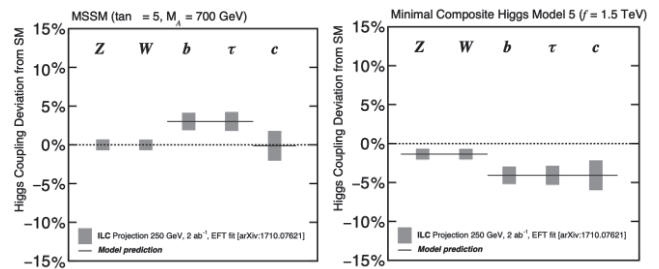 MSSM (tan = 5, M_A = 700 GeV)
Higgs Coupling Deviation from SM
15%
10%
5%
0%
−5%
−10%
−15%
Z W b τ c
ILC Projection 250 GeV, 2 ab⁻¹, EFT fit [arXiv:1710.07621]
Model prediction
Minimal Composite Higgs Model 5 (f = 1.5 TeV)
Higgs Coupling Deviation from SM
15%
10%
5%
0%
−5%
−10%
−15%
Z W b τ c
ILC Projection 250 GeV, 2 ab⁻¹, EFT fit [arXiv:1710.07621]
Model prediction